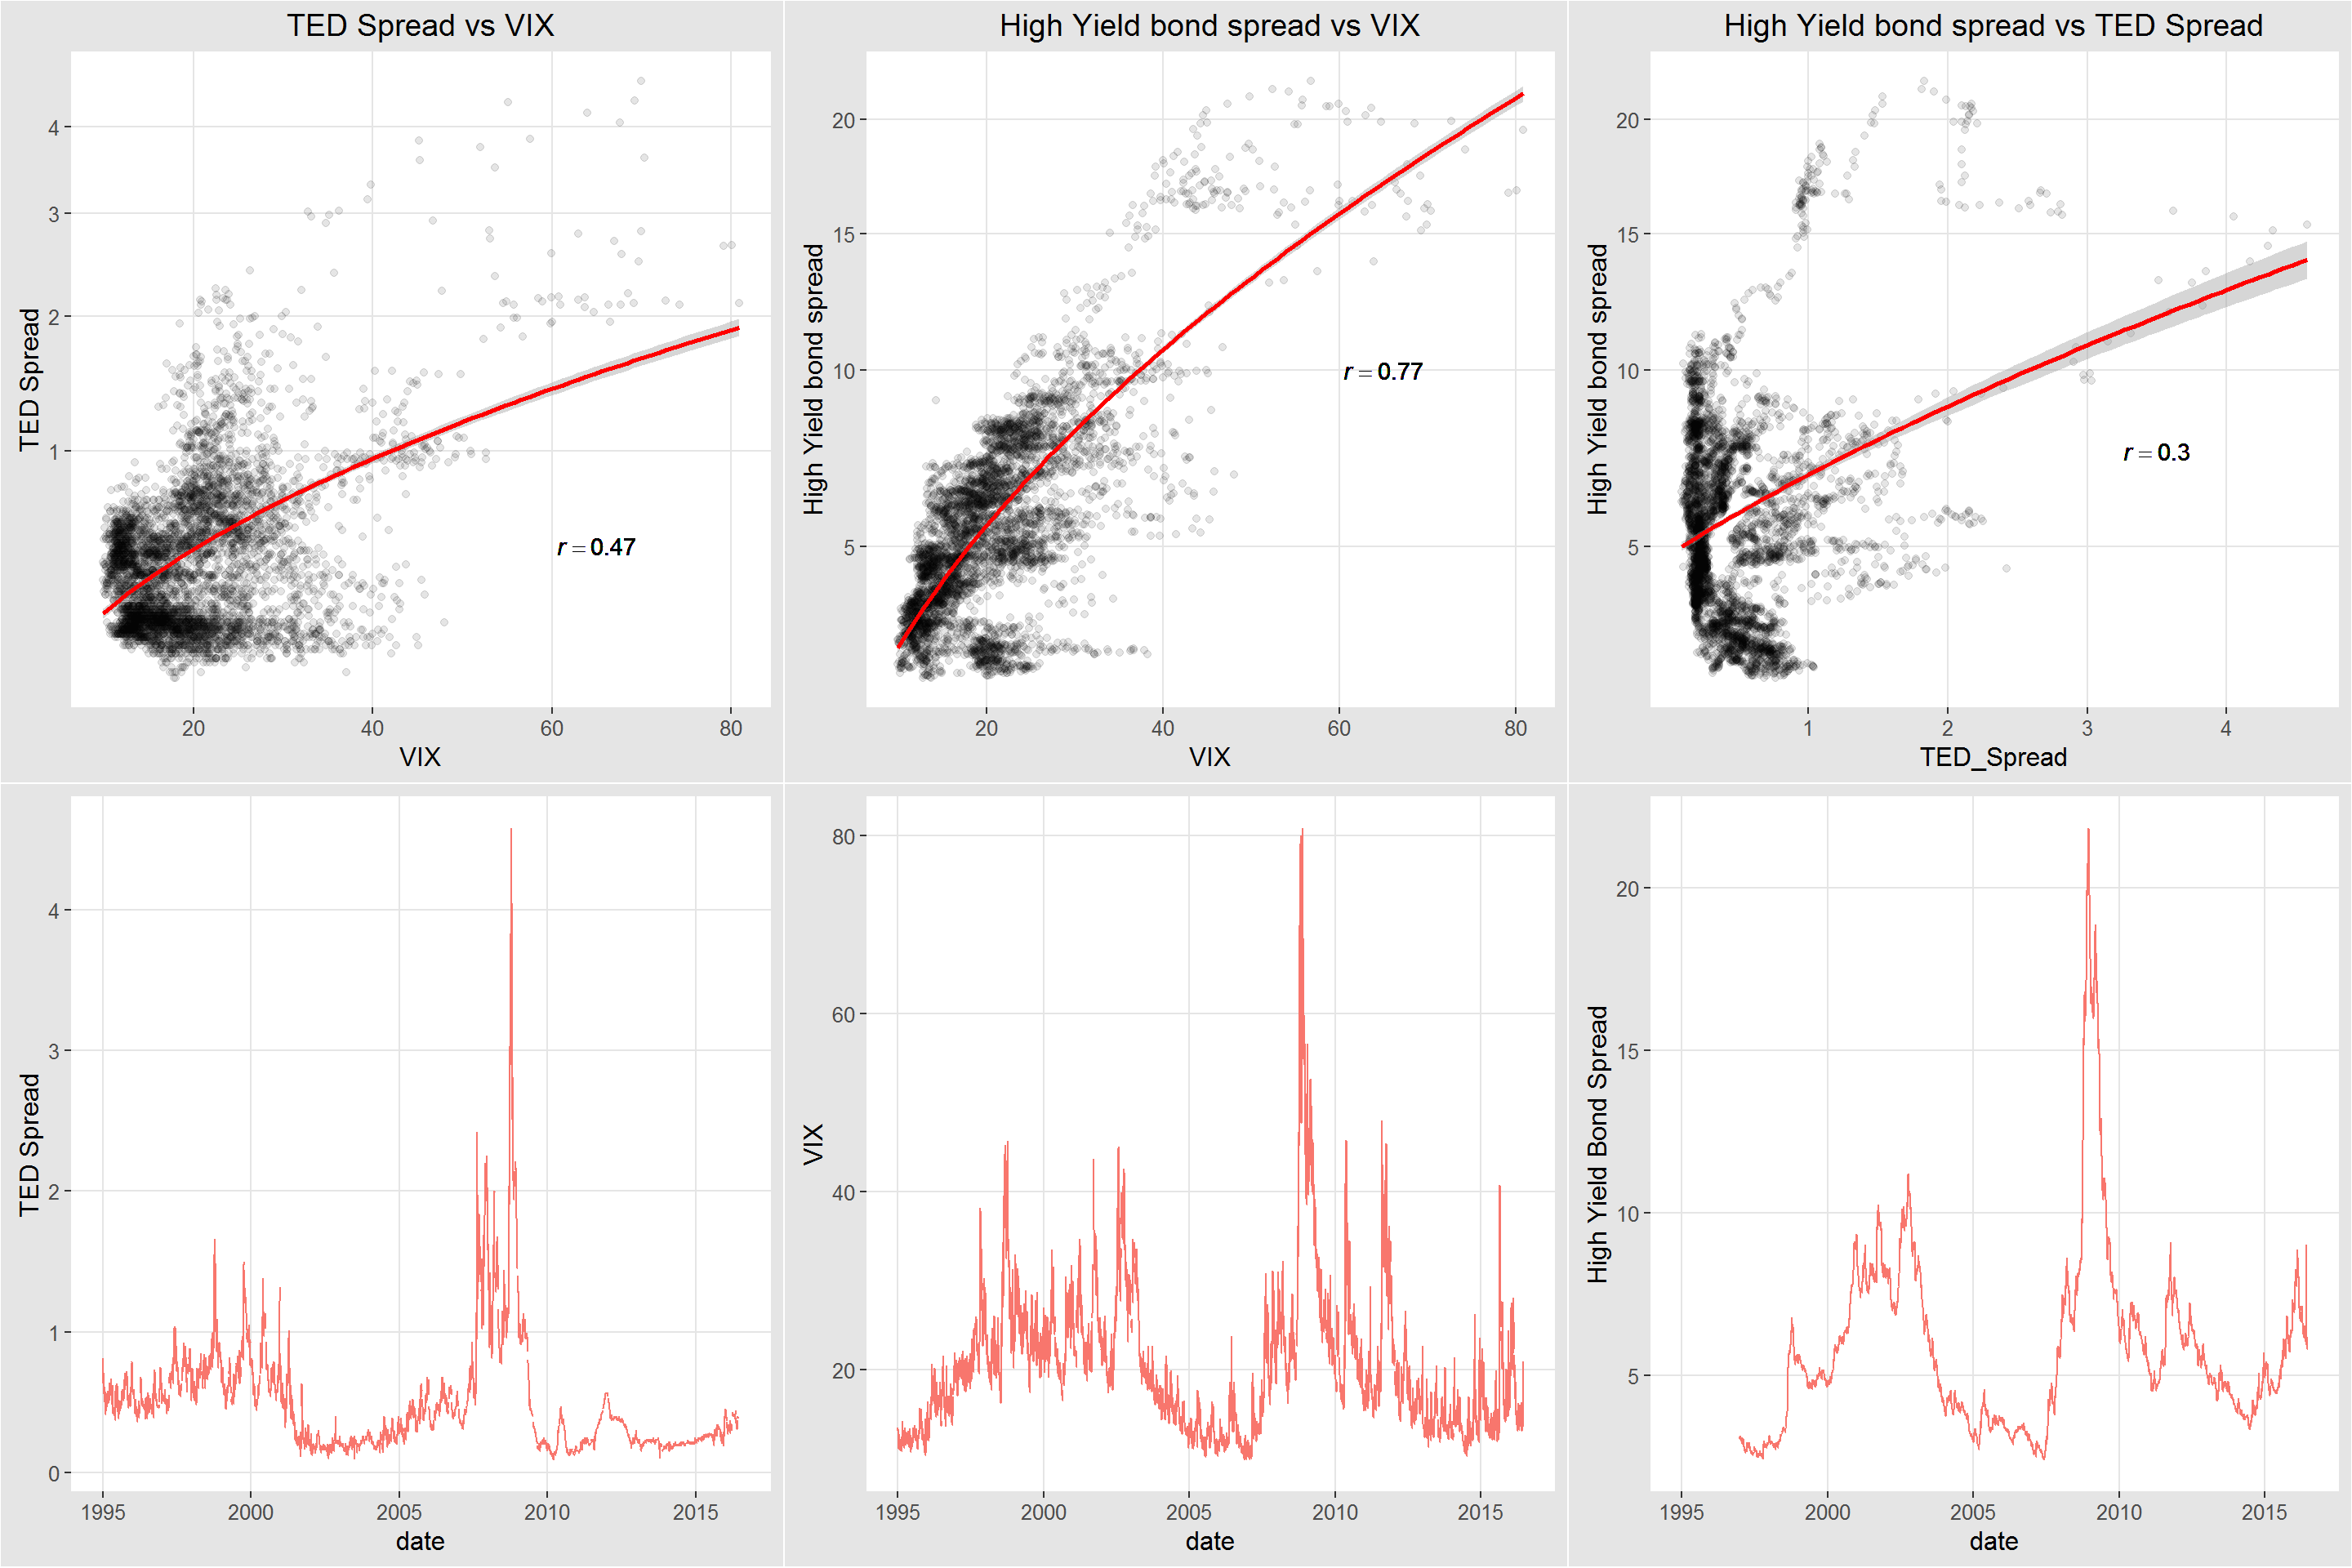 TED Spread vs VIX
TED Spread
4
3
2
1
r = 0.47
20 40 60 80
VIX
High Yield bond spread vs VIX
High Yield bond spread
20
15
10
5
r = 0.77
20 40 60 80
VIX
High Yield bond spread vs TED Spread
High Yield bond spread
20
15
10
5
r = 0.3
1 2 3 4
TED_Spread
TED Spread
4
3
2
1
0
1995 2000 2005 2010 2015
date
VIX
80
60
40
20
1995 2000 2005 2010 2015
date
High Yield Bond Spread
20
15
10
5
1995 2000 2005 2010 2015
date